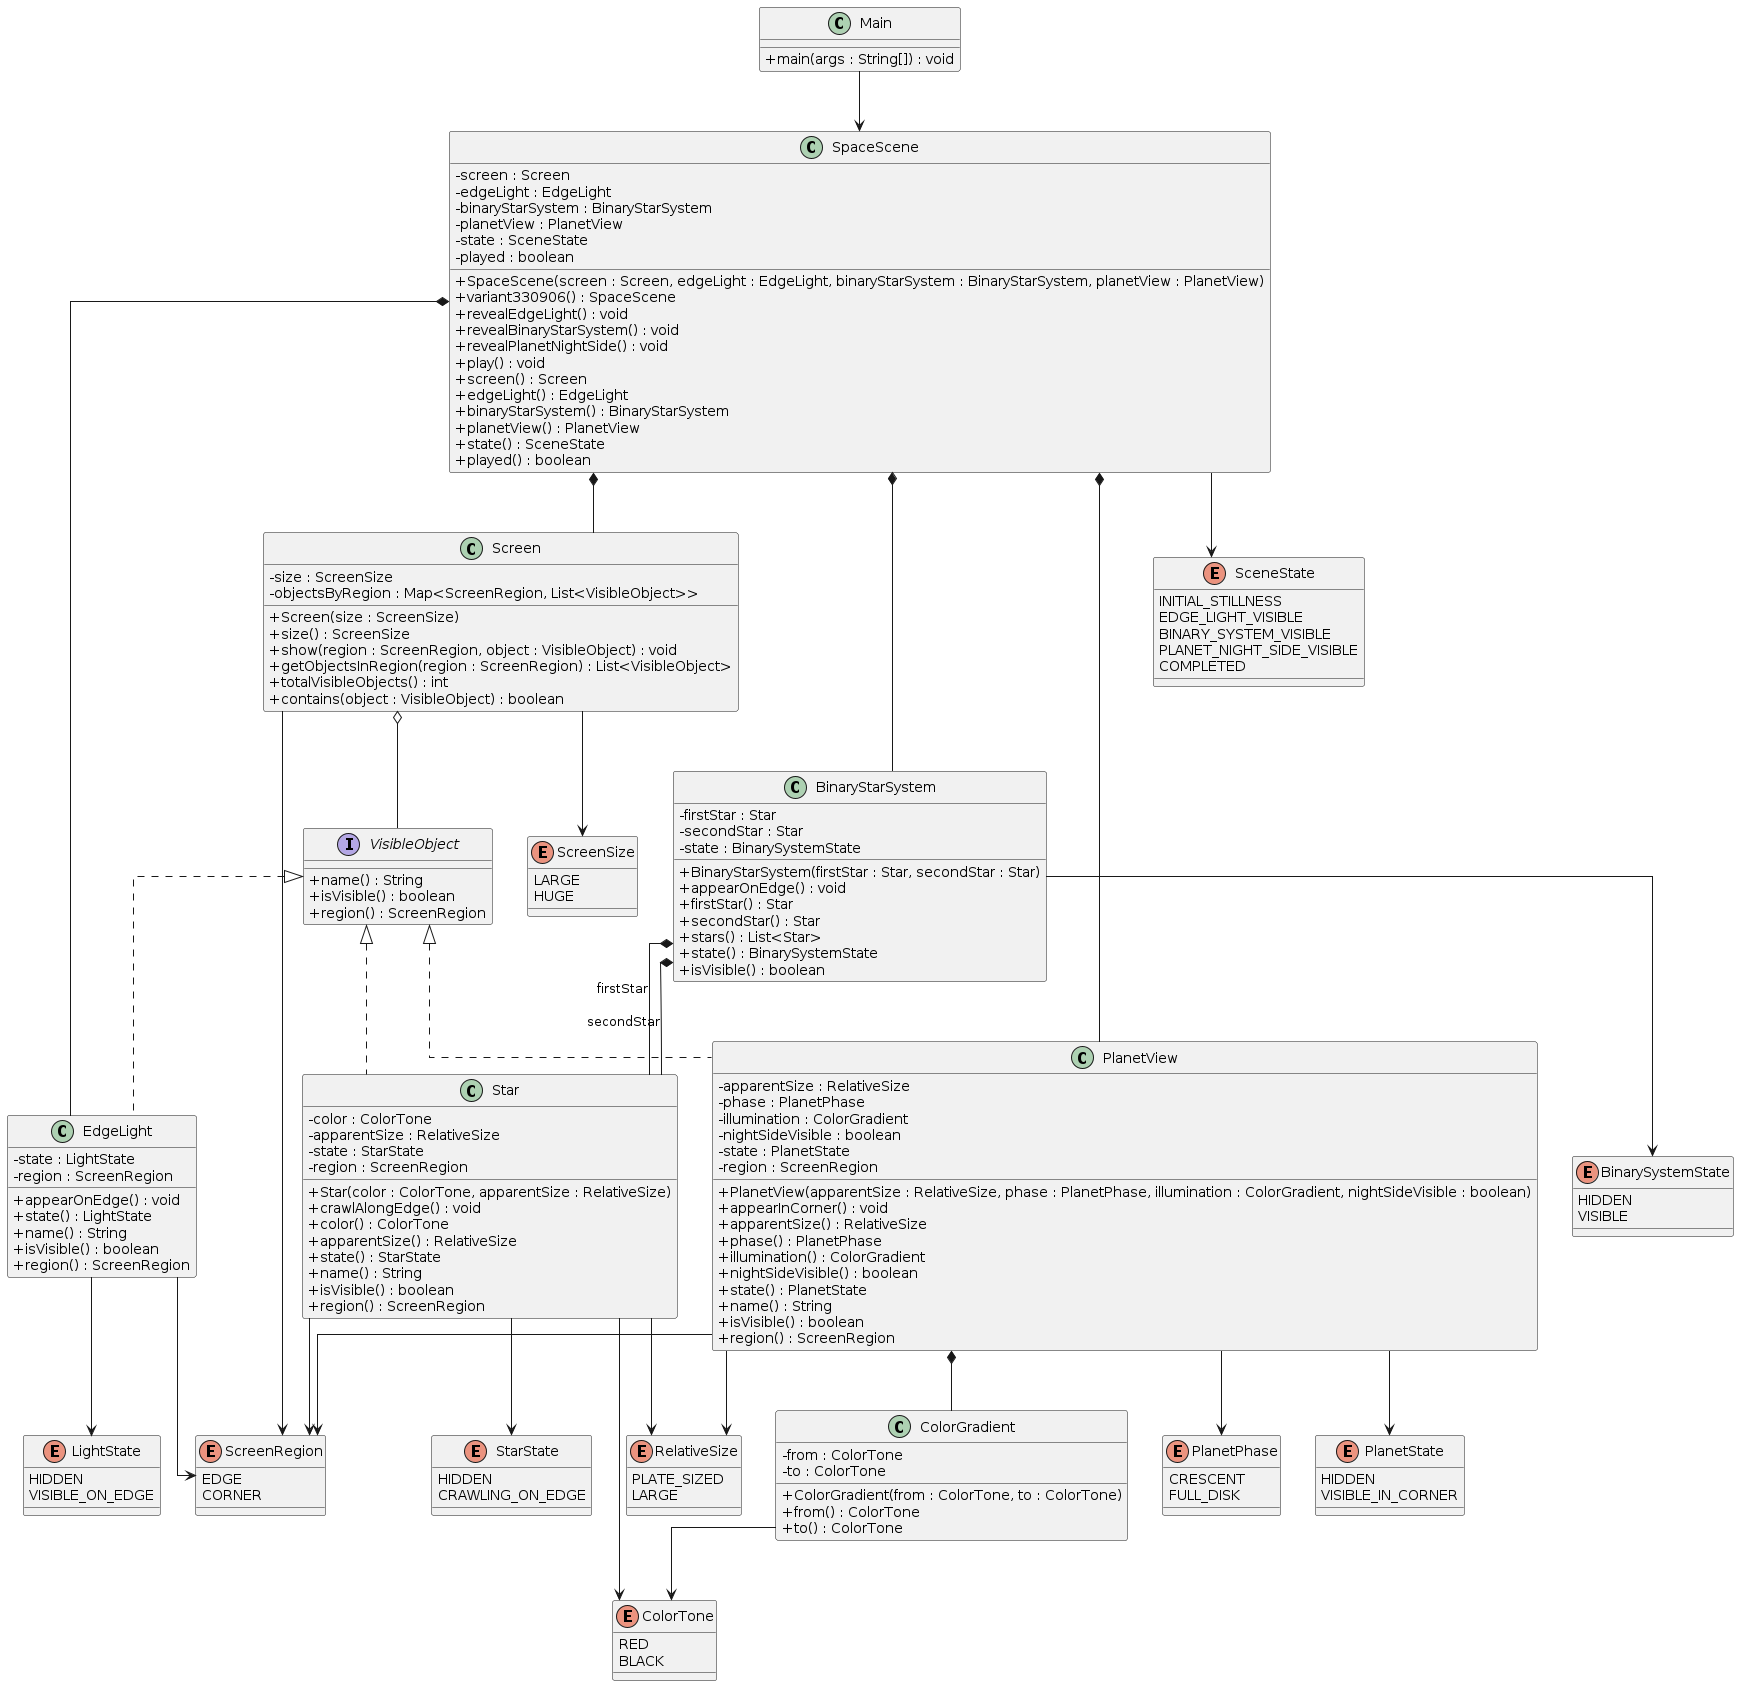 C Main
+main(args : String[]) : void
C SpaceScene
-screen : Screen
-edgeLight : EdgeLight
-binaryStarSystem : BinaryStarSystem
-planetView : PlanetView
-state : SceneState
-played : boolean
+SpaceScene(screen : Screen, edgeLight : EdgeLight, binaryStarSystem : BinaryStarSystem, planetView : PlanetView)
+variant330906() : SpaceScene
+revealEdgeLight() : void
+revealBinaryStarSystem() : void
+revealPlanetNightSide() : void
+play() : void
+screen() : Screen
+edgeLight() : EdgeLight
+binaryStarSystem() : BinaryStarSystem
+planetView() : PlanetView
+state() : SceneState
+played() : boolean
C Screen
-size : ScreenSize
-objectsByRegion : Map<ScreenRegion, List<VisibleObject>>
+Screen(size : ScreenSize)
+size() : ScreenSize
+show(region : ScreenRegion, object : VisibleObject) : void
+getObjectsInRegion(region : ScreenRegion) : List<VisibleObject>
+totalVisibleObjects() : int
+contains(object : VisibleObject) : boolean
E SceneState
INITIAL_STILLNESS
EDGE_LIGHT_VISIBLE
BINARY_SYSTEM_VISIBLE
PLANET_NIGHT_SIDE_VISIBLE
COMPLETED
I VisibleObject
+name() : String
+isVisible() : boolean
+region() : ScreenRegion
E ScreenSize
LARGE
HUGE
C BinaryStarSystem
-firstStar : Star
-secondStar : Star
-state : BinarySystemState
+BinaryStarSystem(firstStar : Star, secondStar : Star)
+appearOnEdge() : void
+firstStar() : Star
+secondStar() : Star
+stars() : List<Star>
+state() : BinarySystemState
+isVisible() : boolean
firstStar
secondStar
C EdgeLight
-state : LightState
-region : ScreenRegion
+appearOnEdge() : void
+state() : LightState
+name() : String
+isVisible() : boolean
+region() : ScreenRegion
C Star
-color : ColorTone
-apparentSize : RelativeSize
-state : StarState
-region : ScreenRegion
+Star(color : ColorTone, apparentSize : RelativeSize)
+crawlAlongEdge() : void
+color() : ColorTone
+apparentSize() : RelativeSize
+state() : StarState
+name() : String
+isVisible() : boolean
+region() : ScreenRegion
C PlanetView
-apparentSize : RelativeSize
-phase : PlanetPhase
-illumination : ColorGradient
-nightSideVisible : boolean
-state : PlanetState
-region : ScreenRegion
+PlanetView(apparentSize : RelativeSize, phase : PlanetPhase, illumination : ColorGradient, nightSideVisible : boolean)
+appearInCorner() : void
+apparentSize() : RelativeSize
+phase() : PlanetPhase
+illumination() : ColorGradient
+nightSideVisible() : boolean
+state() : PlanetState
+name() : String
+isVisible() : boolean
+region() : ScreenRegion
E BinarySystemState
HIDDEN
VISIBLE
E LightState
HIDDEN
VISIBLE_ON_EDGE
E ScreenRegion
EDGE
CORNER
E StarState
HIDDEN
CRAWLING_ON_EDGE
E RelativeSize
PLATE_SIZED
LARGE
C ColorGradient
-from : ColorTone
-to : ColorTone
+ColorGradient(from : ColorTone, to : ColorTone)
+from() : ColorTone
+to() : ColorTone
E PlanetPhase
CRESCENT
FULL_DISK
E PlanetState
HIDDEN
VISIBLE_IN_CORNER
E ColorTone
RED
BLACK